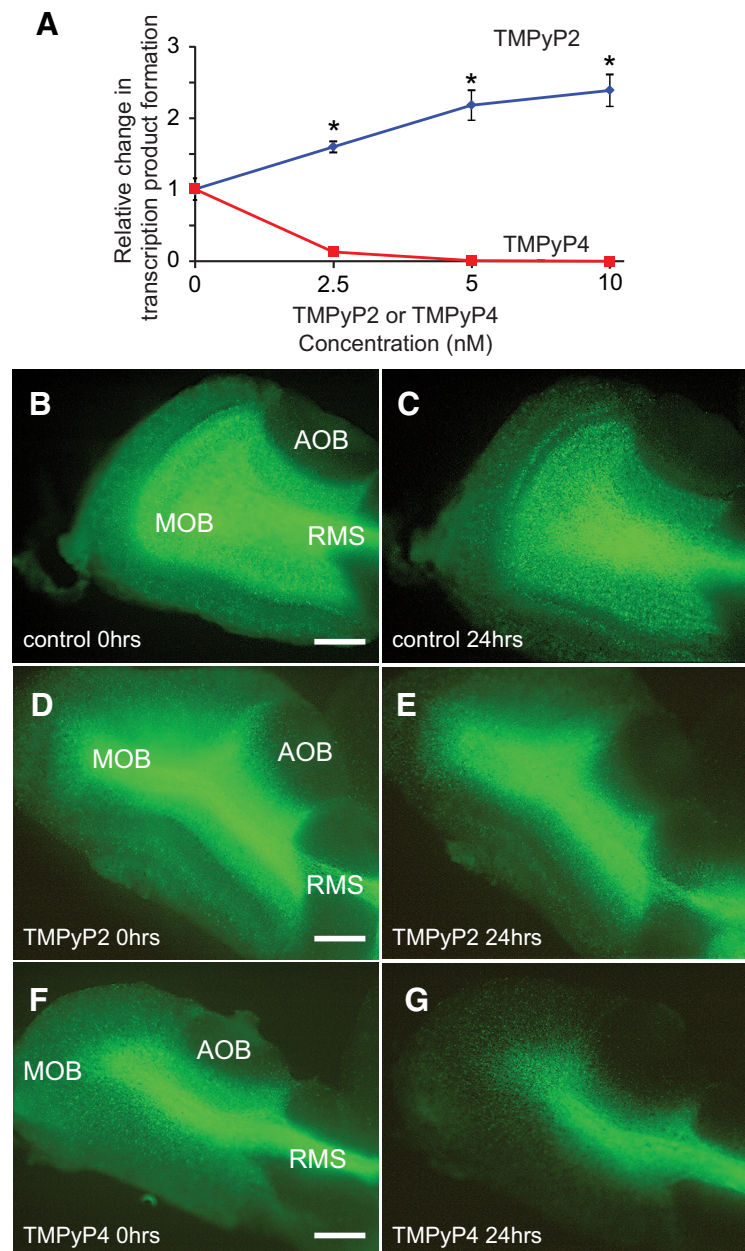 A
3
2
1
0
Relative change in
transcription product formation
TMPyP2
*
*
*
TMPyP4
0
2.5
5
10
TMPyP2 or TMPyP4
Concentration (nM)
B
AOB
MOB
RMS
control 0hrs
C
control 24hrs
D
MOB
AOB
RMS
TMPyP2 0hrs
E
TMPyP2 24hrs
F
AOB
MOB
RMS
TMPyP4 0hrs
G
TMPyP4 24hrs